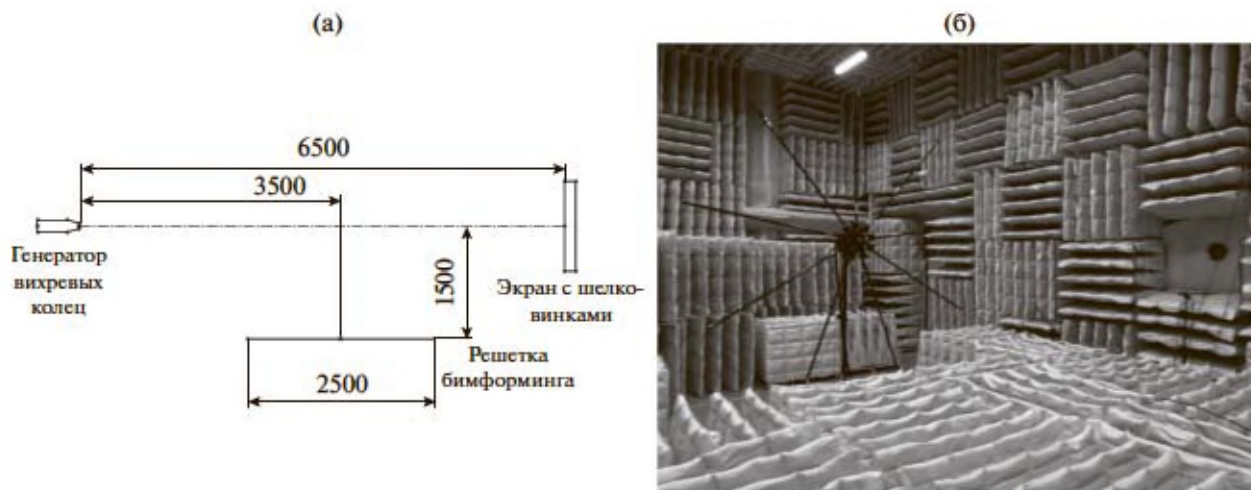 (а)
(б)
6500
3500
Генератор
вихревых
колец
1500
Экран с шелко-
винками
Решетка
бимформинга
2500